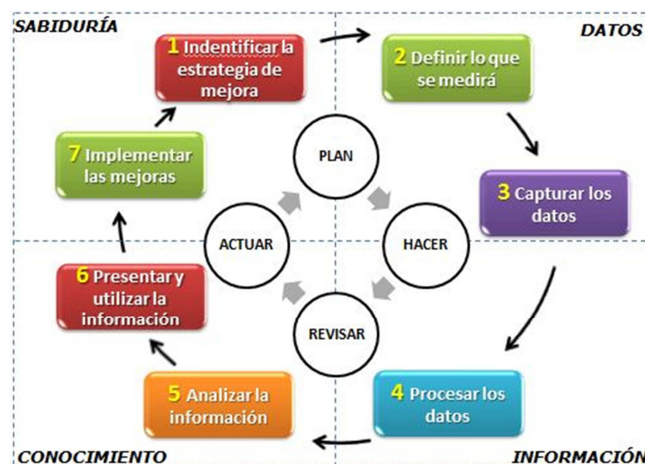 SABIDURÍA
DATOS
1 Indentificar la
estrategia de
mejora
2 Definir lo que
se medirá
3 Capturar los
datos
4 Procesar los
datos
5 Analizar la
información
6 Presentar y
utilizar la
información
7 Implementar
las mejoras
PLAN
HACER
REVISAR
ACTUAR
CONOCIMIENTO
INFORMACIÓN